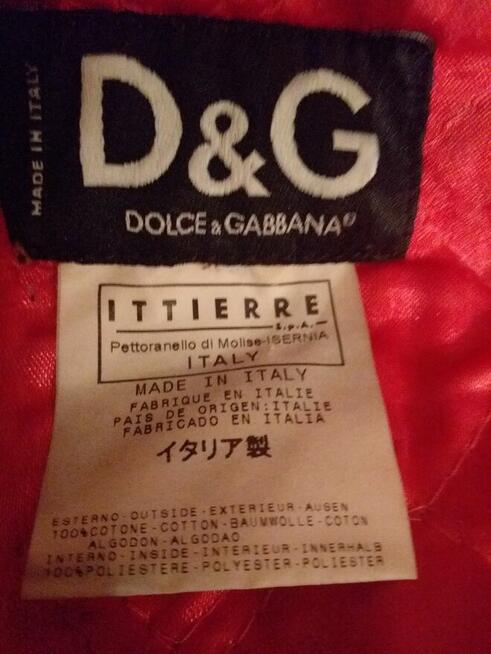 MADE IN ITALY
D&G
DOLCE & GABBANA
ITTIERRE
S.p.A.
Pettoranello di Molise-ISERNIA
ITALY
MADE IN ITALY
FABRIQUE EN ITALIE
PAIS DE ORIGEN:ITALIE
FABRICADO EN ITALIA
イタリア製
ESTERNO-OUTSIDE-EXTERIEUR-AUSEN
100%COTONE-COTTON-BAUMWOLLE-COTON
ALGODON-ALGODAO
INTERNO-INSIDE-INTERIEUR-INNERHALB
100%POLIESTERE-POLYESTER-POLIESTER